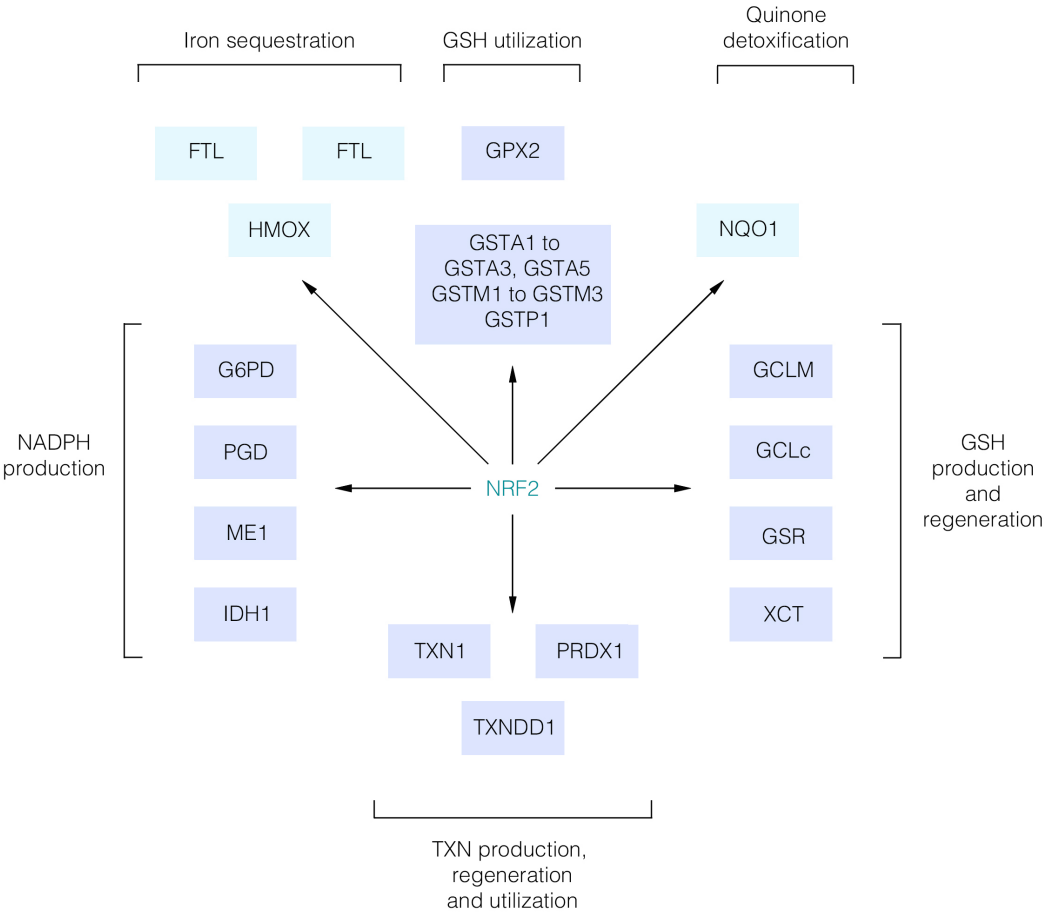 Iron sequestration
GSH utilization
Quinone
detoxification
FTL
FTL
GPX2
HMOX
NQO1
GSTA1 to
GSTA3, GSTA5
GSTM1 to GSTM3
GSTP1
NADPH
production
G6PD
PGD
ME1
IDH1
NRF2
GCLM
GCLc
GSR
XCT
GSH
production
and
regeneration
TXN1
PRDX1
TXNDD1
TXN production,
regeneration
and utilization